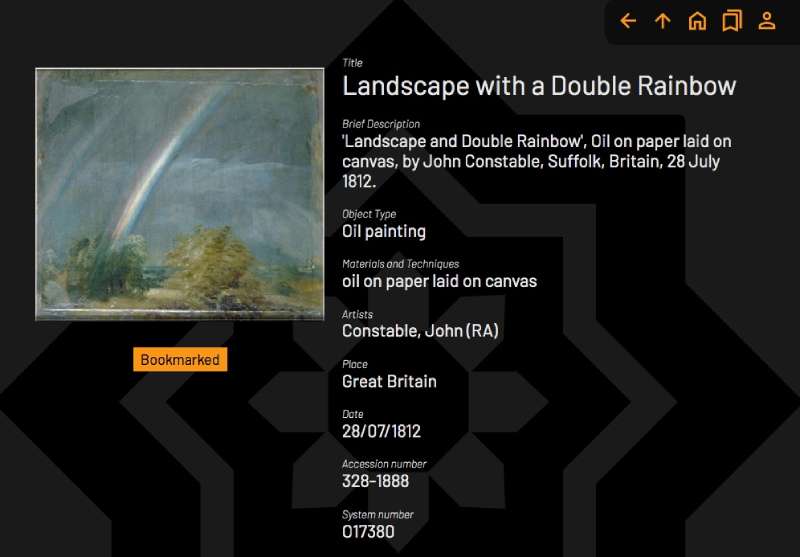 Title
Landscape with a Double Rainbow
Brief Description
'Landscape and Double Rainbow', Oil on paper laid on
canvas, by John Constable, Suffolk, Britain, 28 July
1812.
Object Type
Oil painting
Materials and Techniques
oil on paper laid on canvas
Artists
Constable, John (RA)
Place
Great Britain
Date
28/07/1812
Accession number
328-1888
System number
O17380
Bookmarked